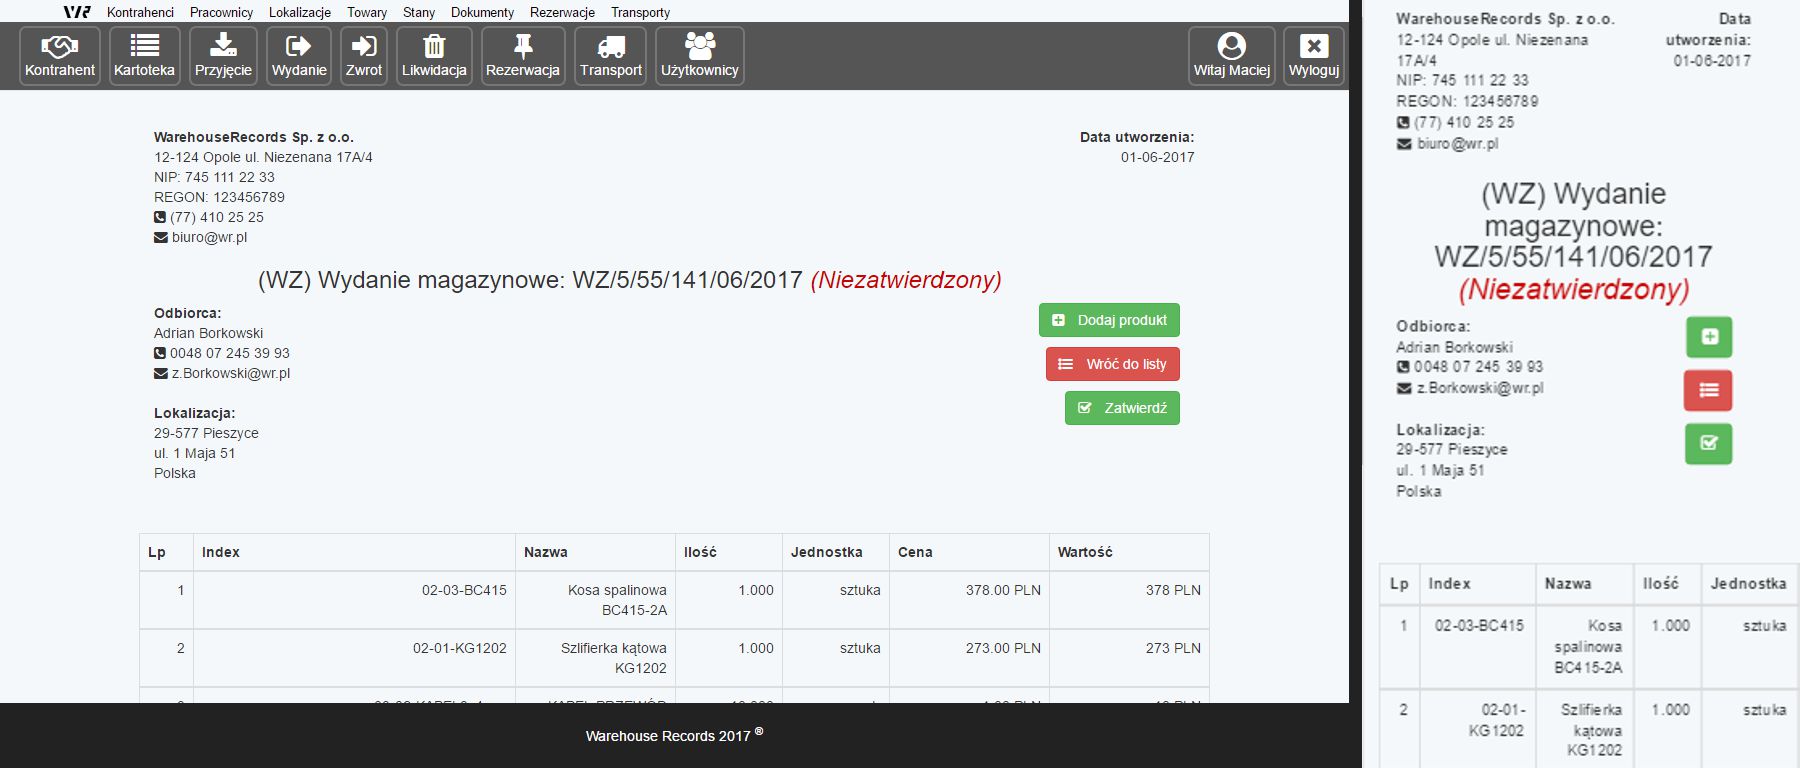 WR Kontrahenci Pracownicy Lokalizacje Towary Stany Dokumenty Rezerwacje Transporty
Kontrahent Kartoteka Przyjęcie Wydanie Zwrot Likwidacja Rezerwacja Transport Użytkownicy Witaj Maciej Wyloguj
WarehouseRecords Sp. z o.o. Data utworzenia:
12-124 Opole ul. Niezenana 17A/4 01-06-2017
NIP: 745 111 22 33
REGON: 123456789
(77) 410 25 25
biuro@wr.pl
(WZ) Wydanie magazynowe: WZ/5/55/141/06/2017 (Niezatwierdzony)
Odbiorca:
Adrian Borkowski
0048 07 245 39 93
z.Borkowski@wr.pl
Dodaj produkt
Wróć do listy
Zatwierdź
Lokalizacja:
29-577 Pieszyce
ul. 1 Maja 51
Polska
Lp Index Nazwa Ilość Jednostka Cena Wartość
1 02-03-BC415 Kosa spalinowa 1.000 sztuka 378.00 PLN 378 PLN
BC415-2A
2 02-01-KG1202 Szlifierka kątowa 1.000 sztuka 273.00 PLN 273 PLN
KG1202
Warehouse Records 2017 ®
WarehouseRecords Sp. z o.o. Data
12-124 Opole ul. Niezenana utworzenia:
17A/4 01-06-2017
NIP: 745 111 22 33
REGON: 123456789
(77) 410 25 25
biuro@wr.pl
(WZ) Wydanie
magazynowe:
WZ/5/55/141/06/2017
(Niezatwierdzony)
Odbiorca:
Adrian Borkowski
0048 07 245 39 93
z.Borkowski@wr.pl
Lokalizacja:
29-577 Pieszyce
ul. 1 Maja 51
Polska
Lp Index Nazwa Ilość Jednostka
1 02-03-BC415 Kosa 1.000 sztuka
spalinowa
BC415-2A
2 02-01- Szlifierka 1.000 sztuka
KG1202 kątowa
KG1202